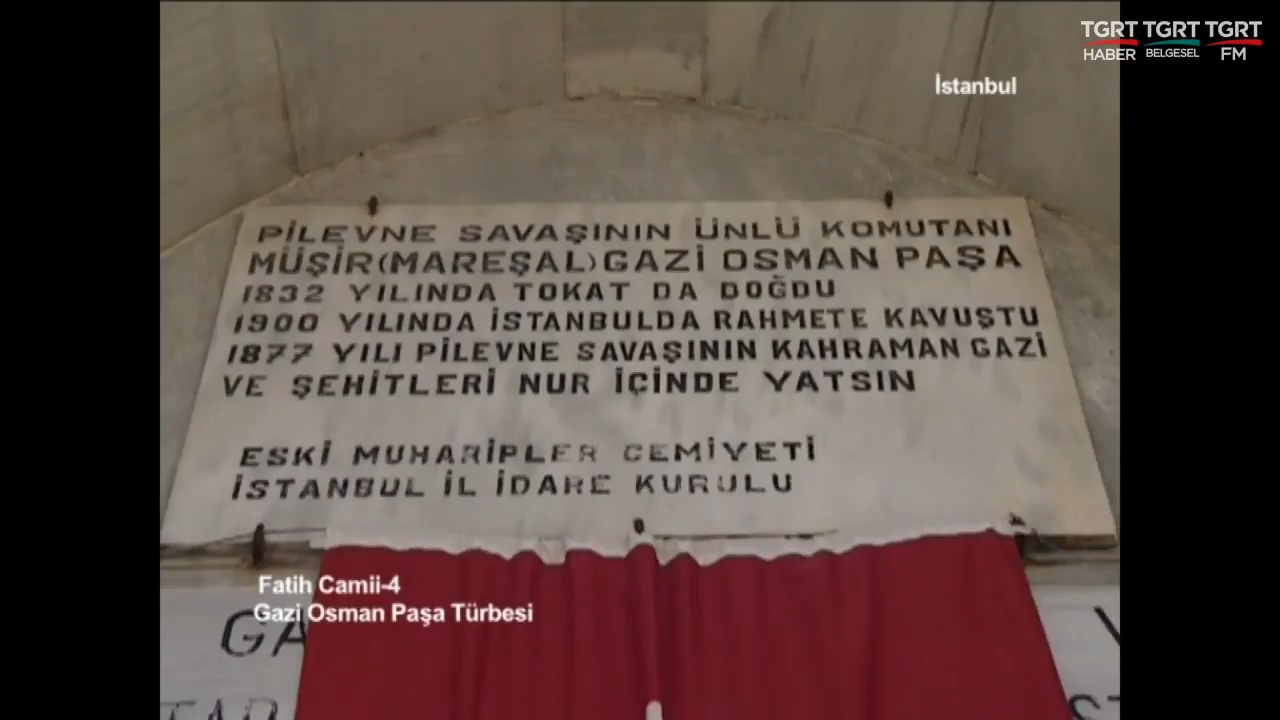 TGRT TGRT TGRT
HABER BELGESEL FM
İstanbul
PİLEVNE SAVAŞININ ÜNLÜ KOMUTANI
MÜŞİR(MAREŞAL)GAZİ OSMAN PAŞA
1832 YILINDA TOKAT DA DOĞDU
1900 YILINDA İSTANBULDA RAHMETE KAVUŞTU
1877 YILI PİLEVNE SAVAŞININ KAHRAMAN GAZİ
VE ŞEHİTLERİ NUR İÇİNDE YATSIN
ESKİ MUHARİPLER CEMİYETİ
İSTANBUL İL İDARE KURULU
Fatih Camii-4
Gazi Osman Paşa Türbesi